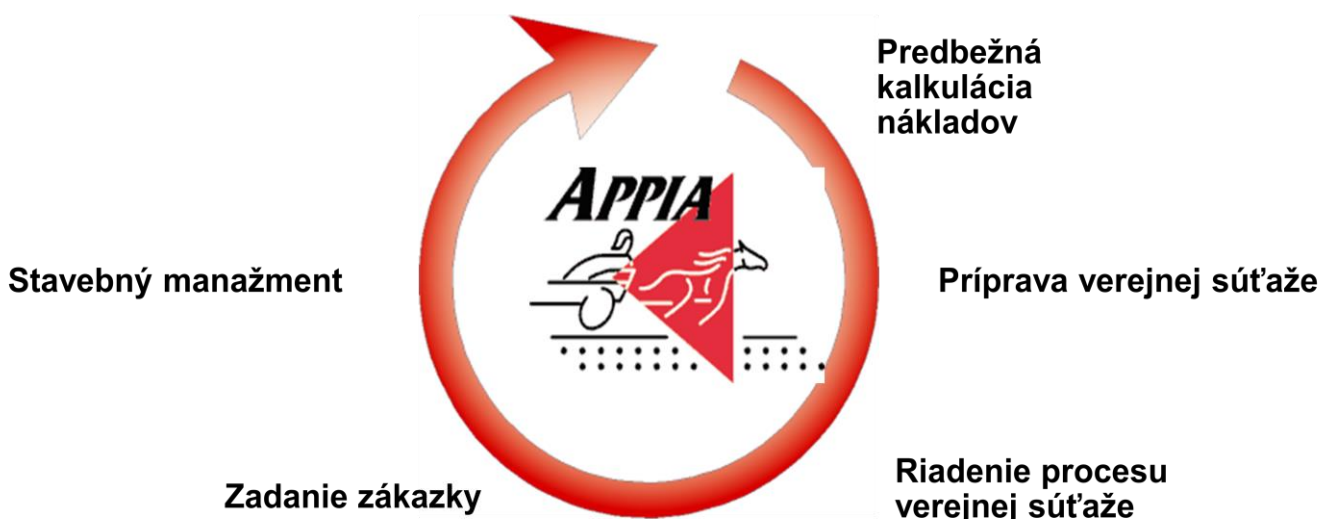 Predbežná
kalkulácia
nákladov
APPIA
Stavebný manažment
Príprava verejnej súťaže
Zadanie zákazky
Riadenie procesu
verejnej súťaže